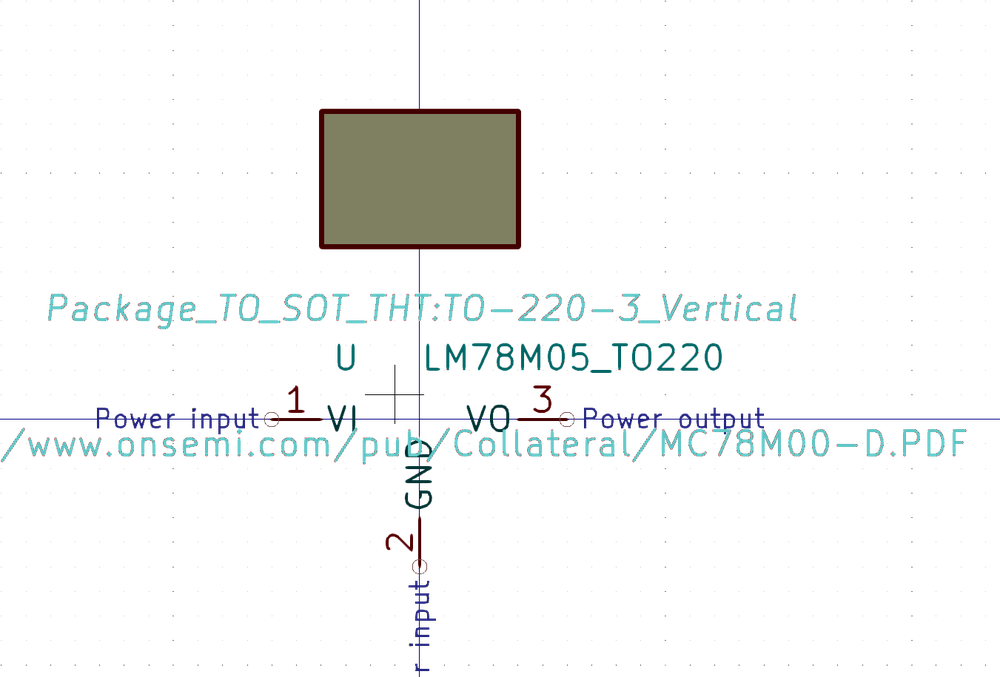 Package_TO_SOT_THT:TO-220-3_Vertical
U LM78M05_TO220
1 3
Power input VI VO Power output
/www.onsemi.com/pub/Collateral/MC78M00-D.PDF
GND
2
r input